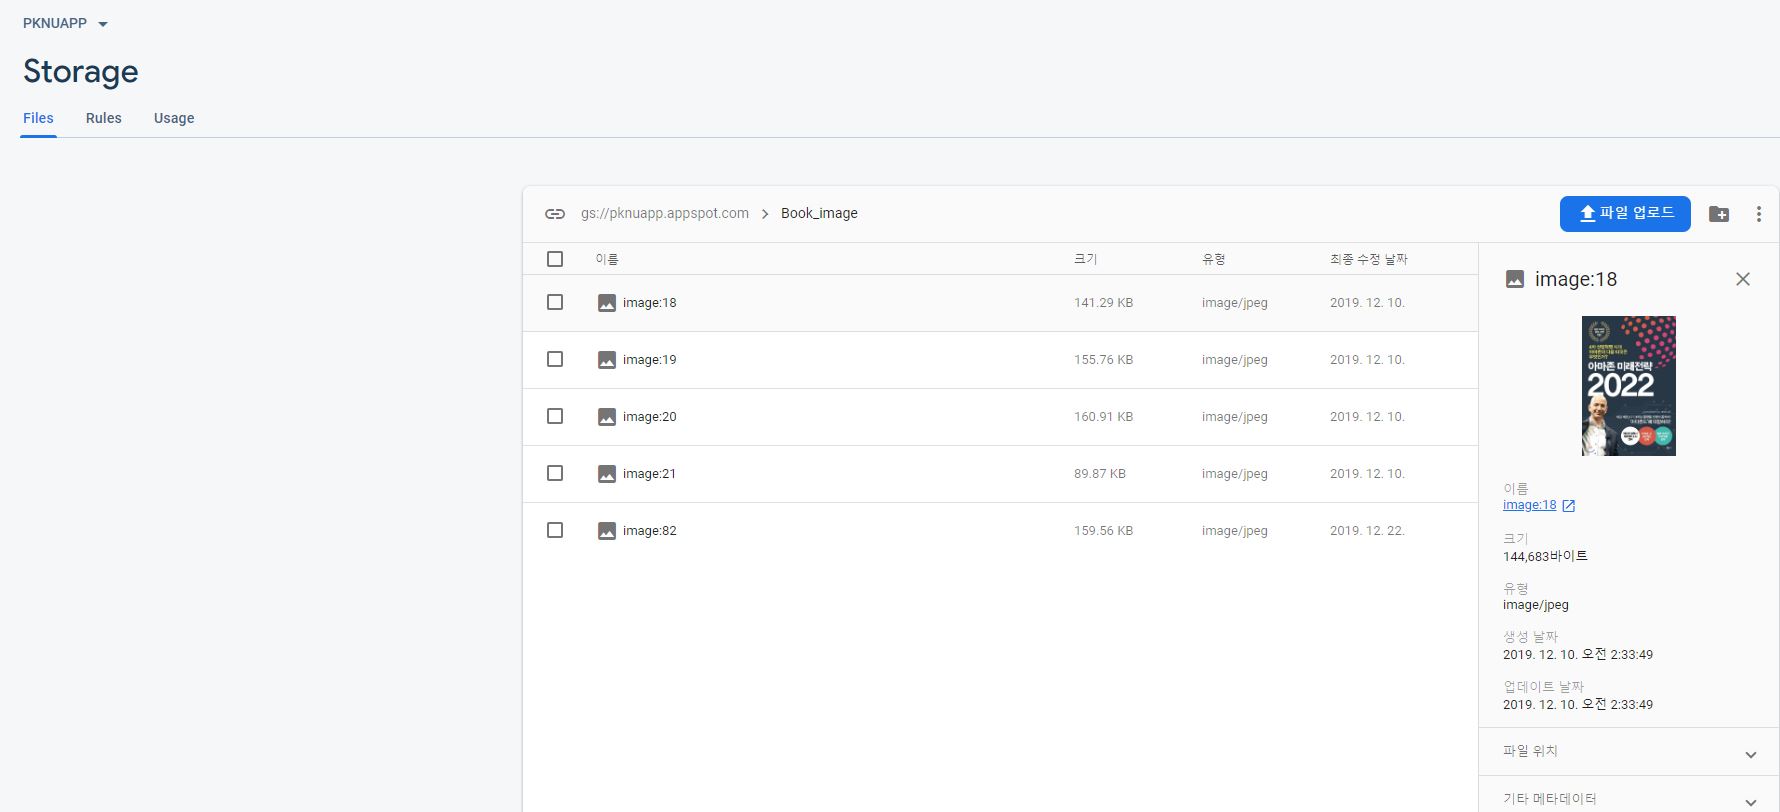 PKNUAPP
Storage
Files Rules Usage
gs://pknuapp.appspot.com Book_image 파일 업로드
이름 크기 유형 최종 수정 날짜
image:18 141.29 KB image/jpeg 2019. 12. 10.
image:19 155.76 KB image/jpeg 2019. 12. 10.
image:20 160.91 KB image/jpeg 2019. 12. 10.
image:21 89.87 KB image/jpeg 2019. 12. 10.
image:82 159.56 KB image/jpeg 2019. 12. 22.
image:18
아마존 미래전략
2022
이름
image:18
크기
144,683바이트
유형
image/jpeg
생성 날짜
2019. 12. 10. 오전 2:33:49
업데이트 날짜
2019. 12. 10. 오전 2:33:49
파일 위치
기타 메타데이터